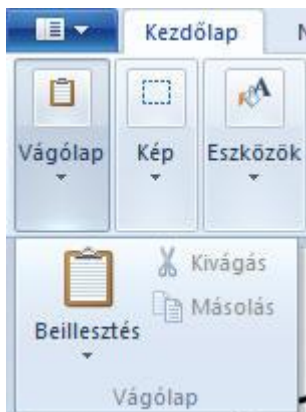 Kezdőlap
Vágólap Kép Eszközök
Kivágás
Másolás
Beillesztés
Vágólap